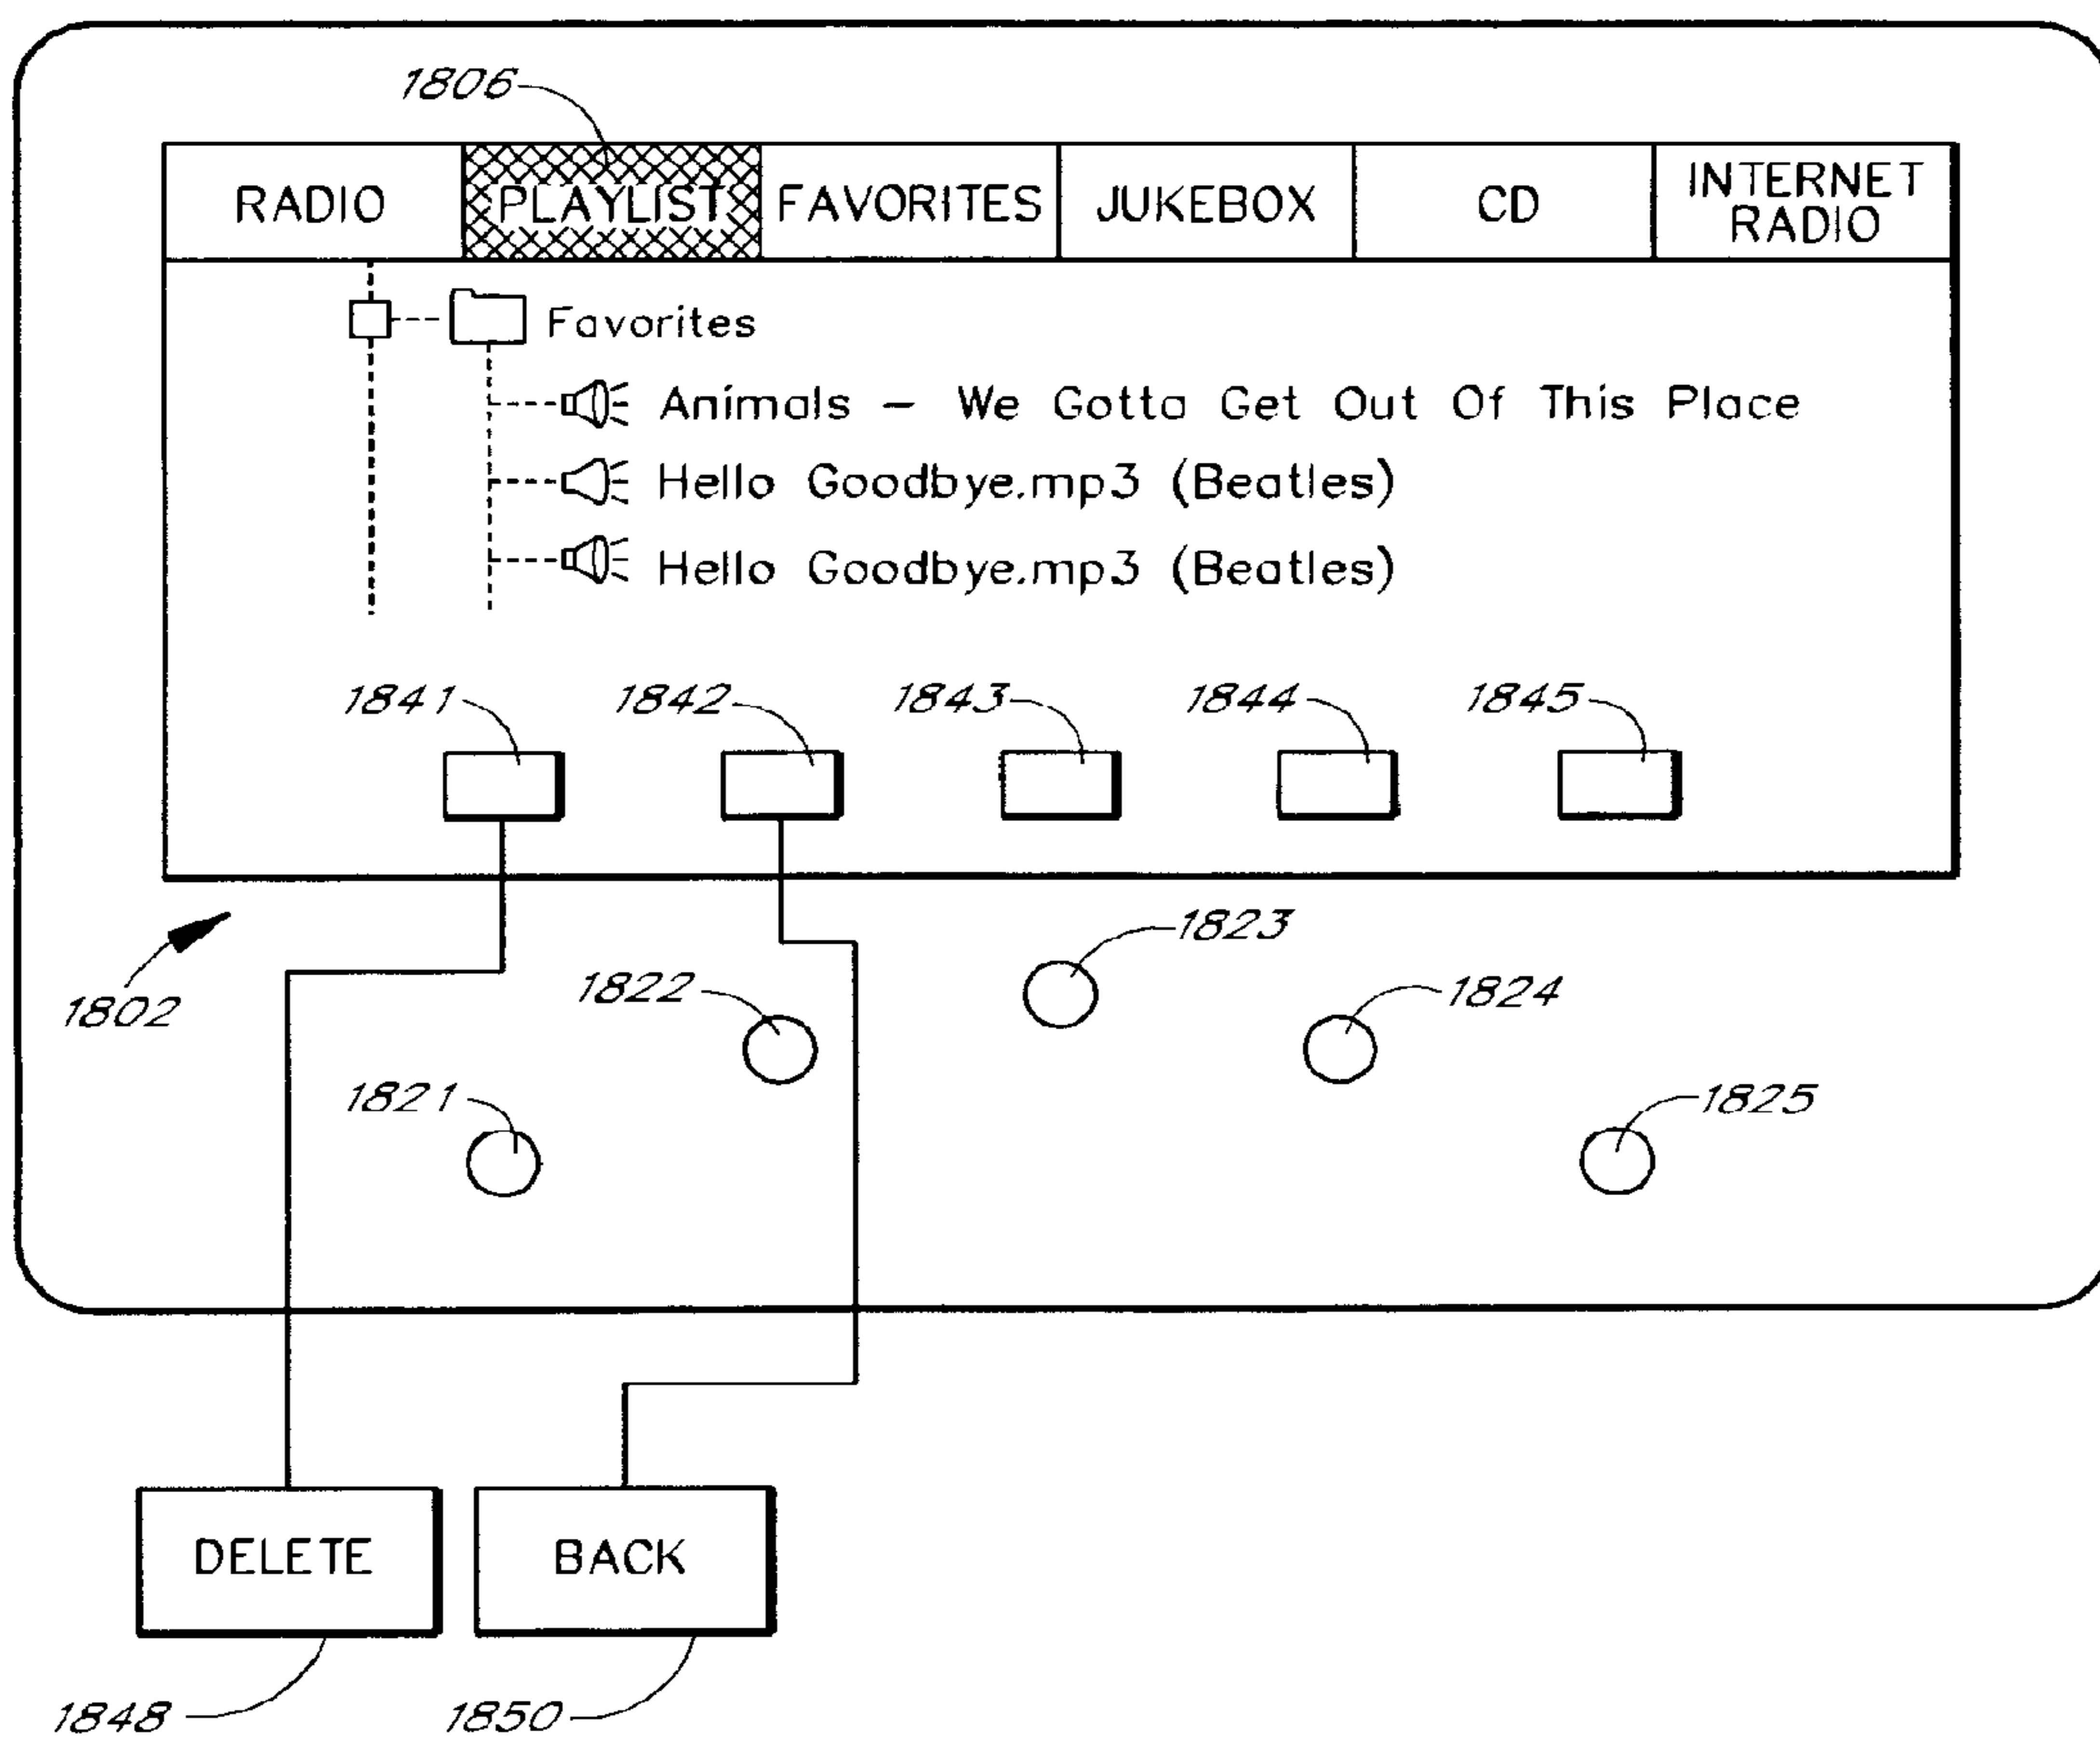 1806
RADIO
PLAYLIST
FAVORITES
JUKEBOX
CD
INTERNET
RADIO
Favorites
Animals – We Gotta Get Out Of This Place
Hello Goodbye.mp3 (Beatles)
Hello Goodbye.mp3 (Beatles)
1841
1842
1843
1844
1845
1802
1823
1822
1824
1821
1825
DELETE
BACK
1848
1850